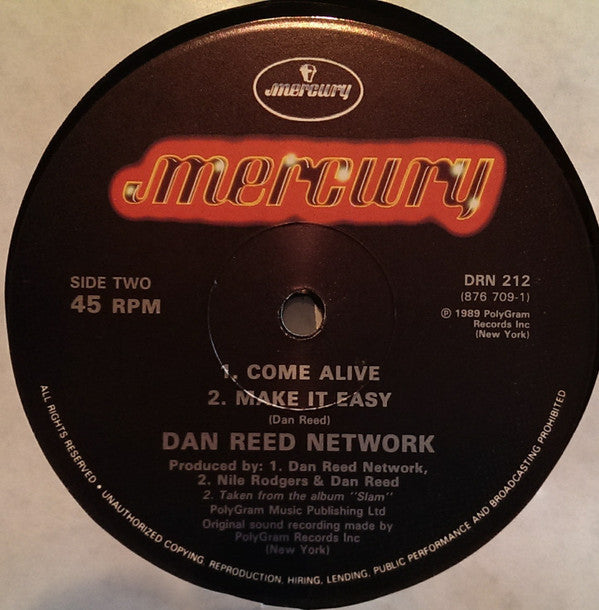 mercury
mercury
SIDE TWO
45 RPM
DRN 212
(876 709-1)
℗ 1989 PolyGram
Records Inc
(New York)
1. COME ALIVE
2. MAKE IT EASY
(Dan Reed)
DAN REED NETWORK
Produced by: 1. Dan Reed Network,
2. Nile Rodgers & Dan Reed
2. Taken from the album "Slam"
PolyGram Music Publishing Ltd
Original sound recording made by
PolyGram Records Inc
(New York)
ALL RIGHTS RESERVED • UNAUTHORIZED COPYING, REPRODUCTION, HIRING, LENDING, PUBLIC PERFORMANCE AND BROADCASTING PROHIBITED